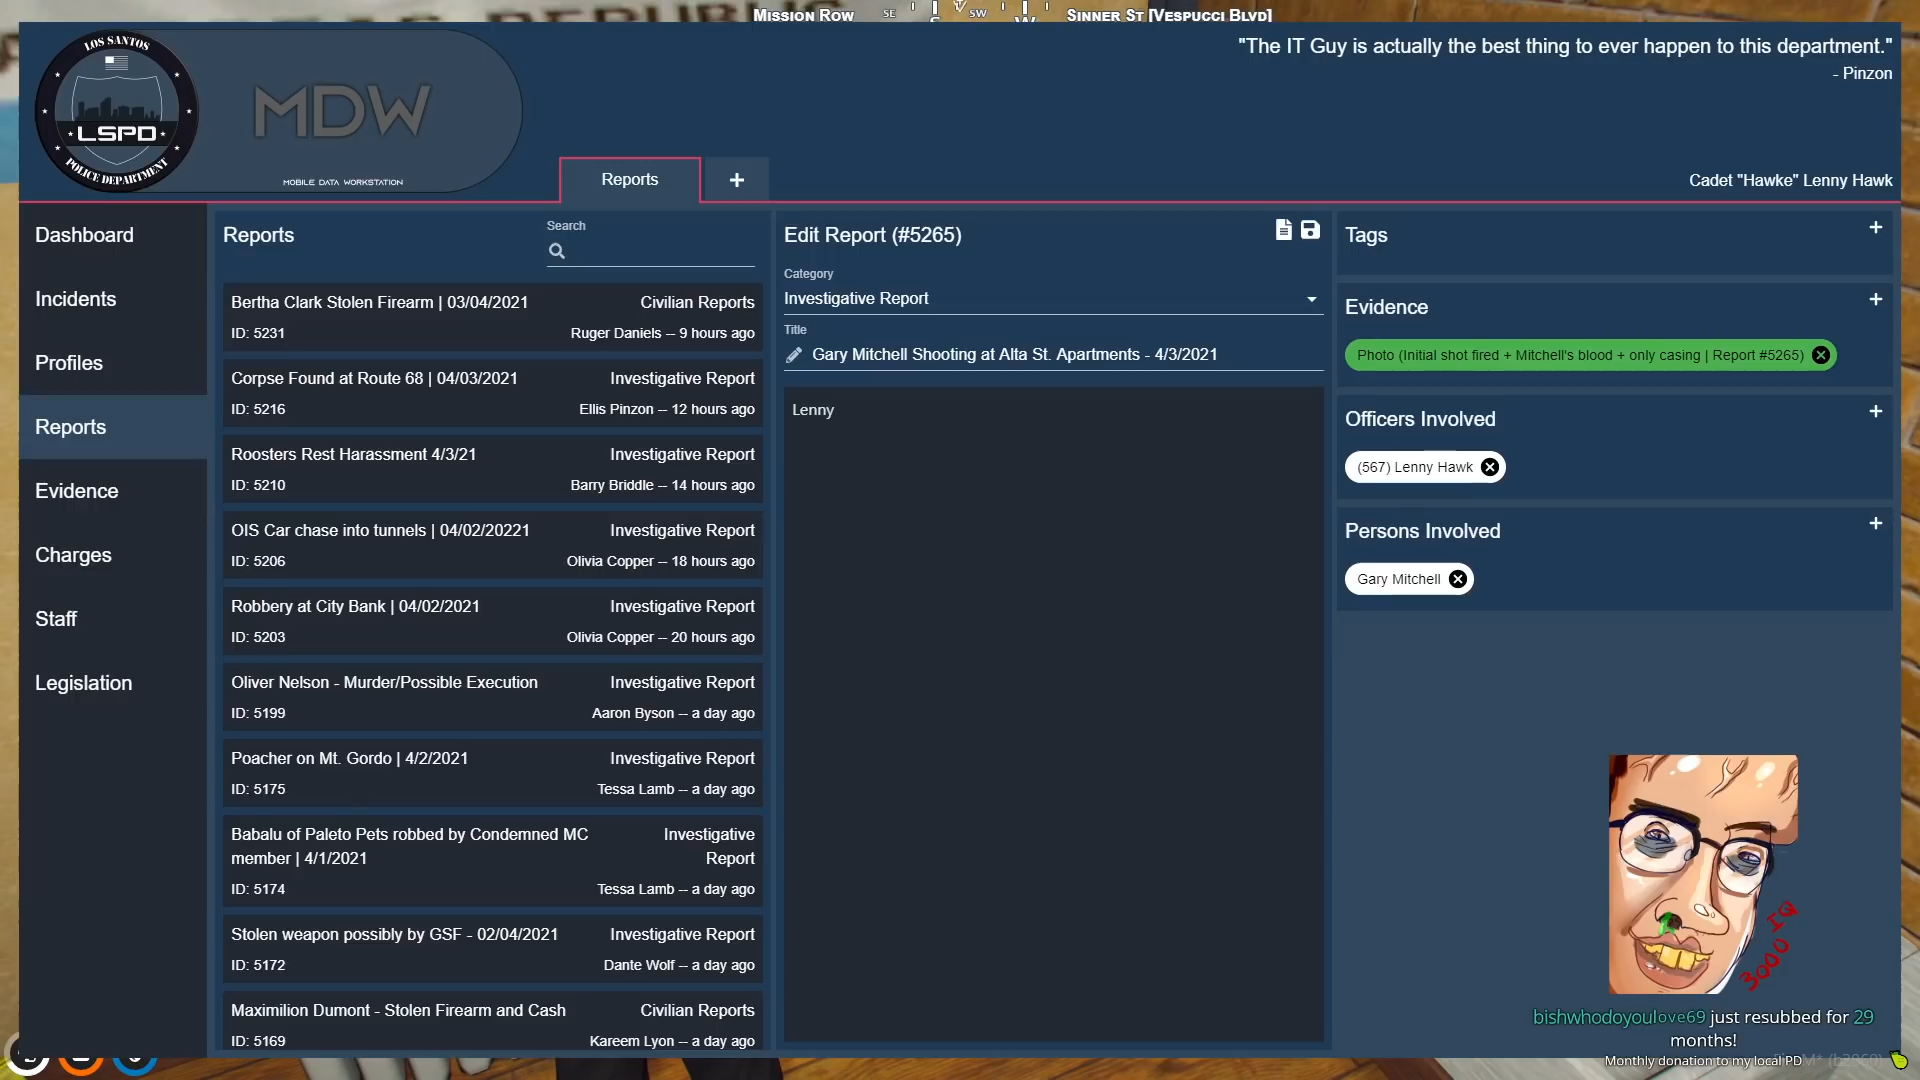 Mission Row SE SW Sinner St [Vespucci Blvd]
LOS SANTOS
LSPD
POLICE DEPARTMENT
MDW
MOBILE DATA WORKSTATION
"The IT Guy is actually the best thing to ever happen to this department."
- Pinzon
Reports
Cadet "Hawke" Lenny Hawk
Dashboard
Incidents
Profiles
Reports
Evidence
Charges
Staff
Legislation
Reports
Search
Bertha Clark Stolen Firearm | 03/04/2021 Civilian Reports
ID: 5231 Ruger Daniels -- 9 hours ago
Corpse Found at Route 68 | 04/03/2021 Investigative Report
ID: 5216 Ellis Pinzon -- 12 hours ago
Roosters Rest Harassment 4/3/21 Investigative Report
ID: 5210 Barry Briddle -- 14 hours ago
OIS Car chase into tunnels | 04/02/20221 Investigative Report
ID: 5206 Olivia Copper -- 18 hours ago
Robbery at City Bank | 04/02/2021 Investigative Report
ID: 5203 Olivia Copper -- 20 hours ago
Oliver Nelson - Murder/Possible Execution Investigative Report
ID: 5199 Aaron Byson -- a day ago
Poacher on Mt. Gordo | 4/2/2021 Investigative Report
ID: 5175 Tessa Lamb -- a day ago
Babalu of Paleto Pets robbed by Condemned MC Investigative
member | 4/1/2021 Report
ID: 5174 Tessa Lamb -- a day ago
Stolen weapon possibly by GSF - 02/04/2021 Investigative Report
ID: 5172 Dante Wolf -- a day ago
Maximilion Dumont - Stolen Firearm and Cash Civilian Reports
ID: 5169 Kareem Lyon -- a day ago
Edit Report (#5265)
Category
Investigative Report
Title
Gary Mitchell Shooting at Alta St. Apartments - 4/3/2021
Lenny
Tags
Evidence
Photo (Initial shot fired + Mitchell's blood + only casing | Report #5265)
Officers Involved
(567) Lenny Hawk
Persons Involved
Gary Mitchell
3000 IQ
bishwhodoyoulove69 just resubbed for 29
months!
Monthly donation to my local PD